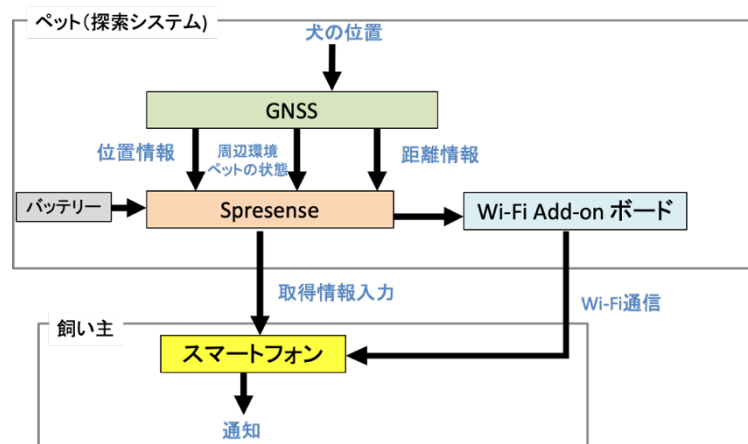 ペット(探索システム)
犬の位置
GNSS
位置情報
周辺環境
ペットの状態
距離情報
バッテリー
Spresense
Wi-Fi Add-on ボード
取得情報入力
Wi-Fi通信
飼い主
スマートフォン
通知